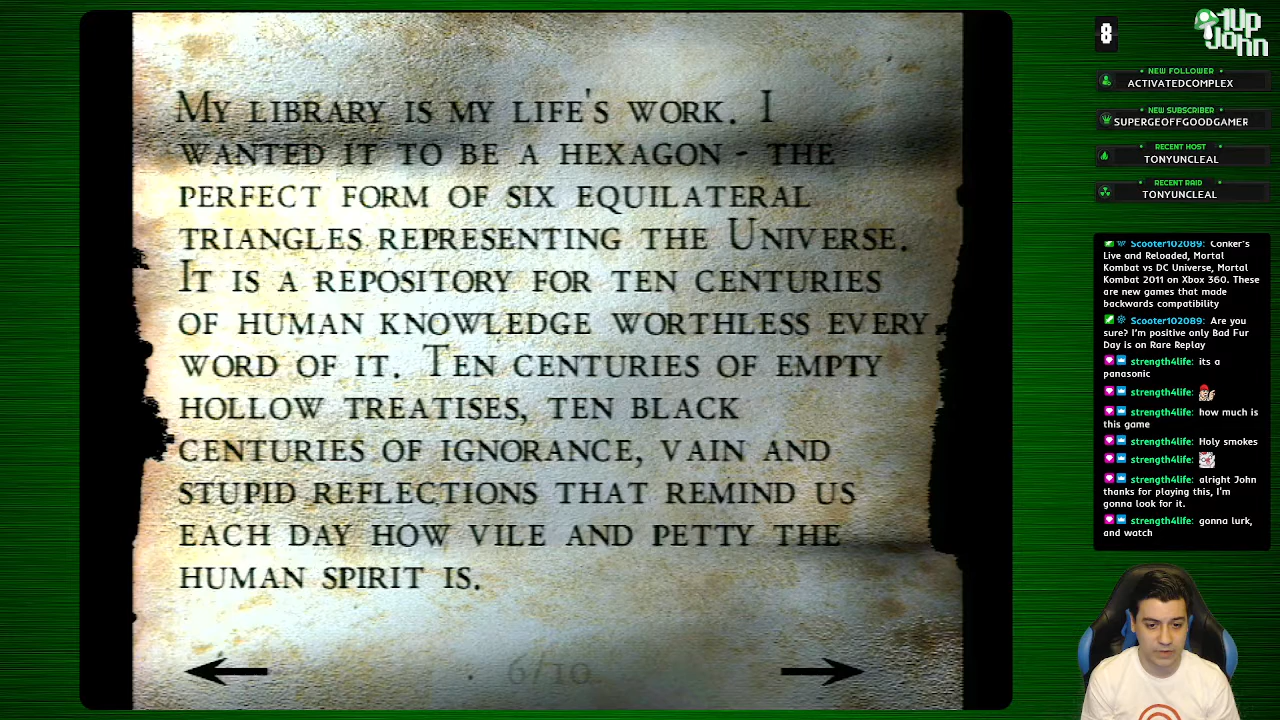 My library is my life's work. I
wanted it to be a hexagon - the
perfect form of six equilateral
triangles representing the Universe.
It is a repository for ten centuries
of human knowledge worthless every
word of it. Ten centuries of empty
hollow treatises, ten black
centuries of ignorance, vain and
stupid reflections that remind us
each day how vile and petty the
human spirit is.
6/10
8
1Up
John
NEW FOLLOWER
ACTIVATEDCOMPLEX
NEW SUBSCRIBER
SUPERGEOFFGOODGAMER
RECENT HOST
TONYUNCLEAL
RECENT RAID
TONYUNCLEAL
Scooter102089: Conker's
Live and Reloaded, Mortal
Kombat vs DC Universe, Mortal
Kombat 2011 on Xbox 360. These
are new games that made
backwards compatibility
Scooter102089: Are you
sure? I'm positive only Bad Fur
Day is on Rare Replay
strength4life: its a
panasonic
strength4life:
strength4life: how much is
this game
strength4life: Holy smokes
strength4life:
strength4life: alright John
thanks for playing this, I'm
gonna look for it.
strength4life: gonna lurk,
and watch